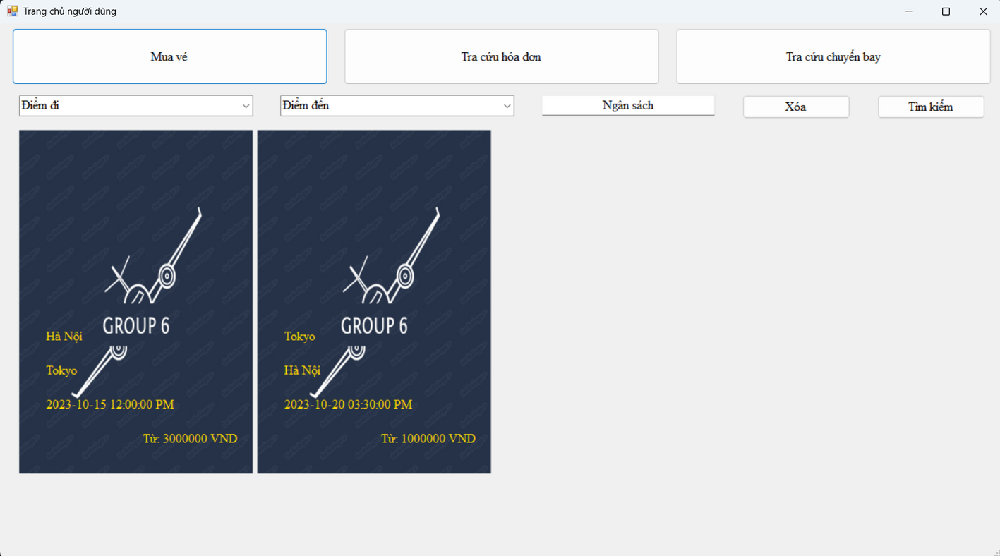 Trang chủ người dùng
Mua vé
Tra cứu hóa đơn
Tra cứu chuyến bay
Điểm đi
Điểm đến
Ngân sách
Xóa
Tìm kiếm
GROUP 6
Hà Nội
Tokyo
2023-10-15 12:00:00 PM
Từ: 3000000 VND
GROUP 6
Tokyo
Hà Nội
2023-10-20 03:30:00 PM
Từ: 1000000 VND